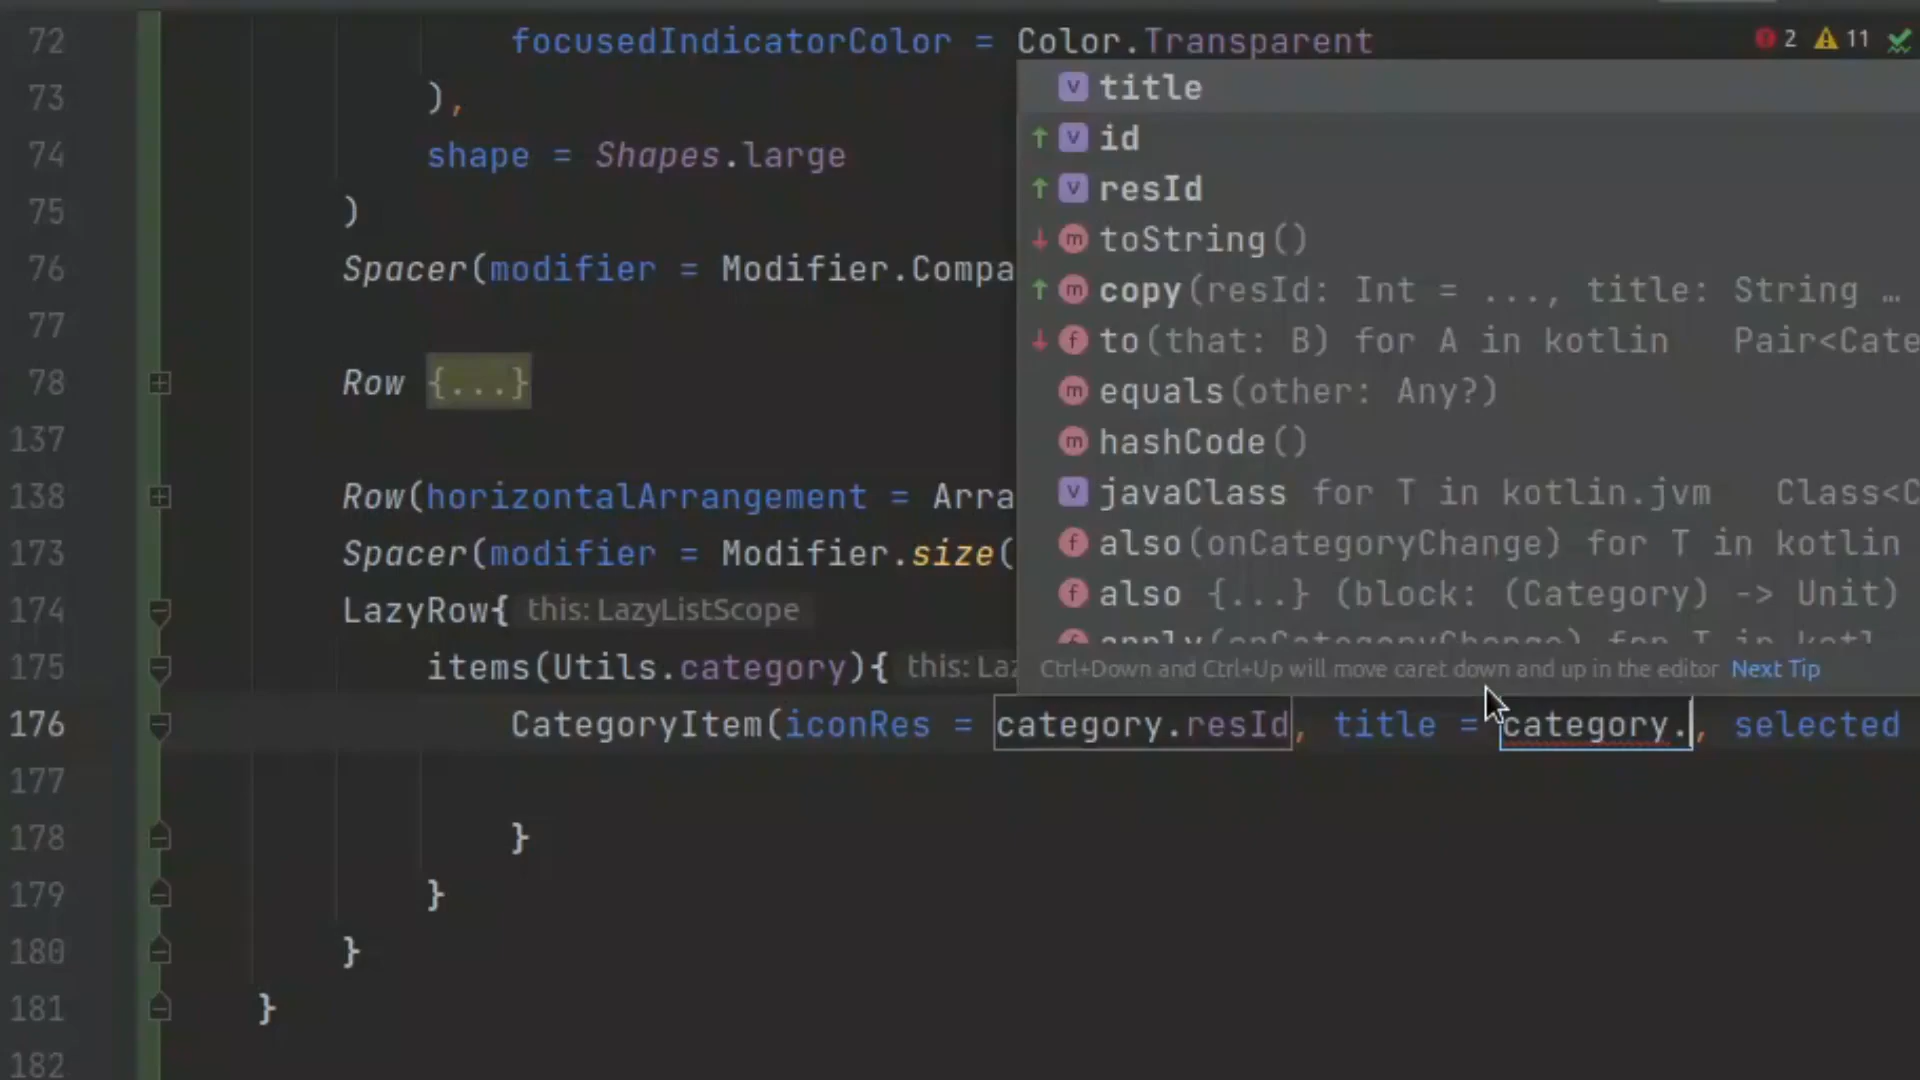 72 focusedIndicatorColor = Color.Transparent 2 11
73 ),
74 shape = Shapes.large
75 )
76 Spacer(modifier = Modifier.Compa
77
78 Row {...}
137
138 Row(horizontalArrangement = Arra
173 Spacer(modifier = Modifier.size(
174 LazyRow{ this: LazyListScope
175 items(Utils.category){ this: Laz
176 CategoryItem(iconRes = category.resId, title = category., selected
177
178 }
179 }
180 }
181 }
182
title
id
resId
toString()
copy(resId: Int = ..., title: String …
to(that: B) for A in kotlin Pair<Cate
equals(other: Any?)
hashCode()
javaClass for T in kotlin.jvm Class<C
also(onCategoryChange) for T in kotlin
also {...} (block: (Category) -> Unit)
apply(onCategoryChange) for T in kotl
Ctrl+Down and Ctrl+Up will move caret down and up in the editor Next Tip